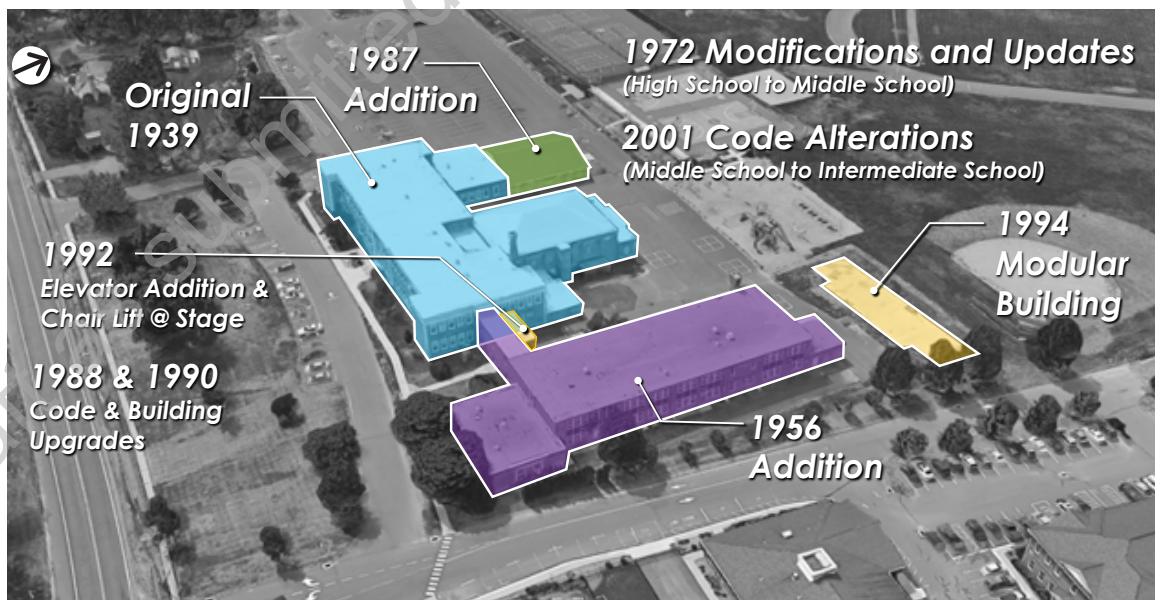 1987
Addition
Original
1939
1972 Modifications and Updates
(High School to Middle School)
2001 Code Alterations
(Middle School to Intermediate School)
1994
Modular
Building
1992
Elevator Addition &
Chair Lift @ Stage
1988 & 1990
Code & Building
Upgrades
1956
Addition
submitted